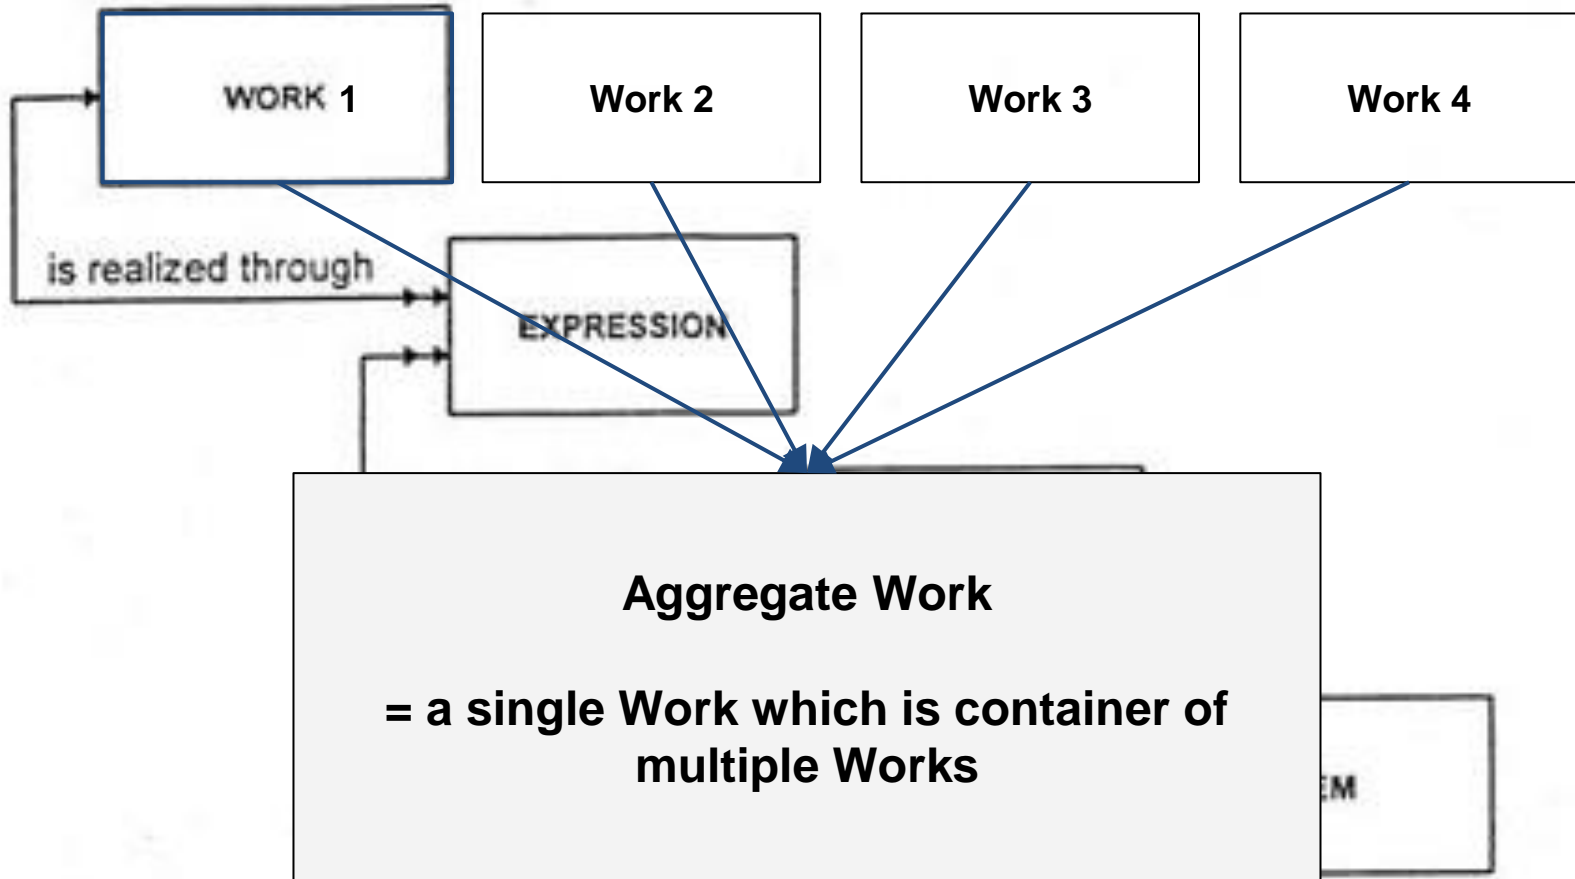 WORK 1
Work 2
Work 3
Work 4
is realized through
EXPRESSION
Aggregate Work
= a single Work which is container of
multiple Works
EM